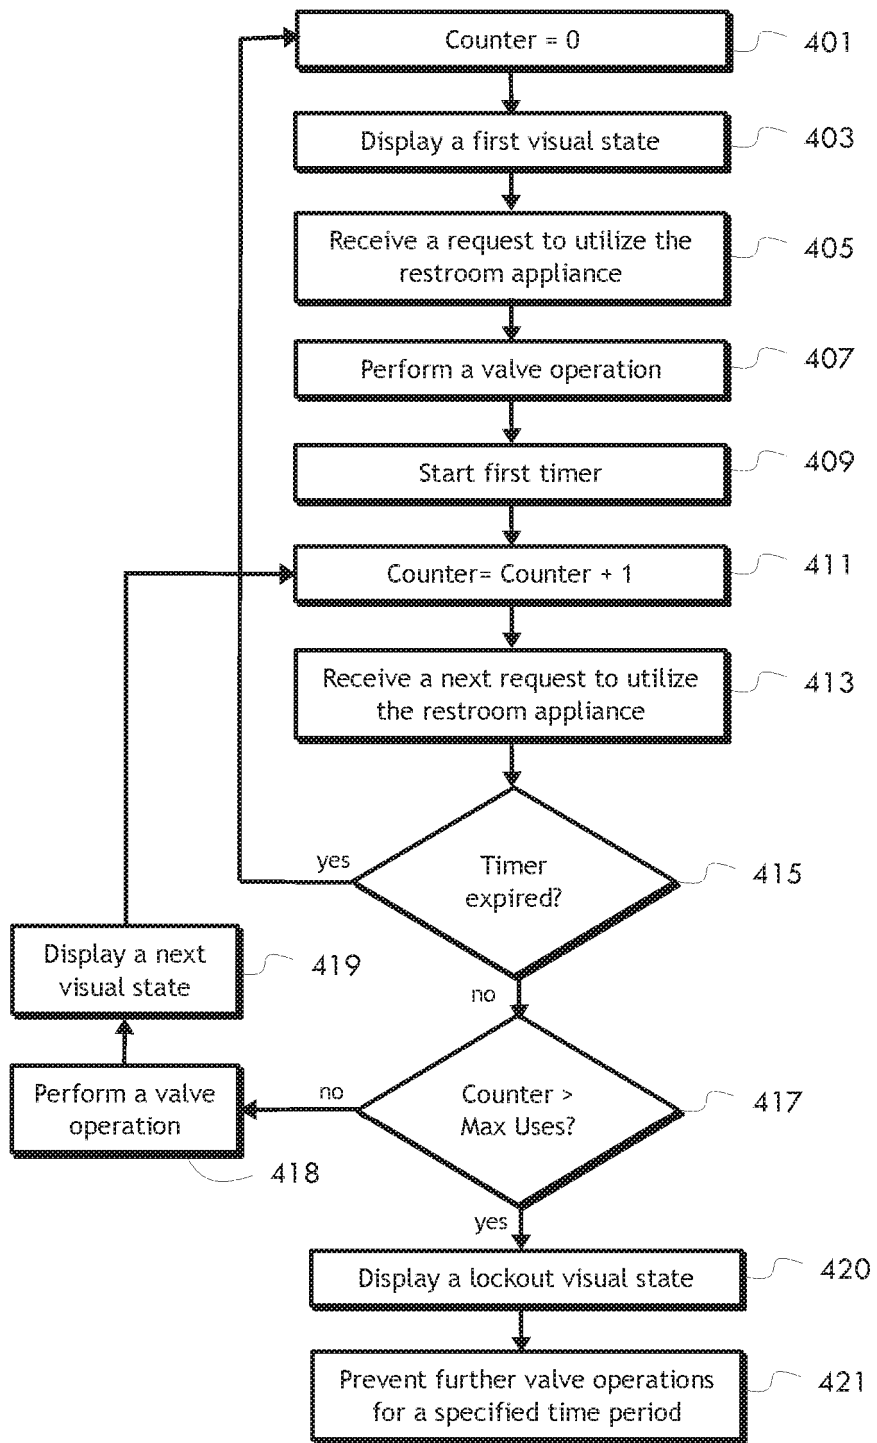 Counter = 0
401
Display a first visual state
403
Receive a request to utilize the
restroom appliance
405
Perform a valve operation
407
Start first timer
409
Counter= Counter + 1
411
Receive a next request to utilize
the restroom appliance
413
yes
Timer
expired?
415
Display a next
visual state
419
no
Perform a valve
operation
418
no
Counter >
Max Uses?
417
yes
Display a lockout visual state
420
Prevent further valve operations
for a specified time period
421